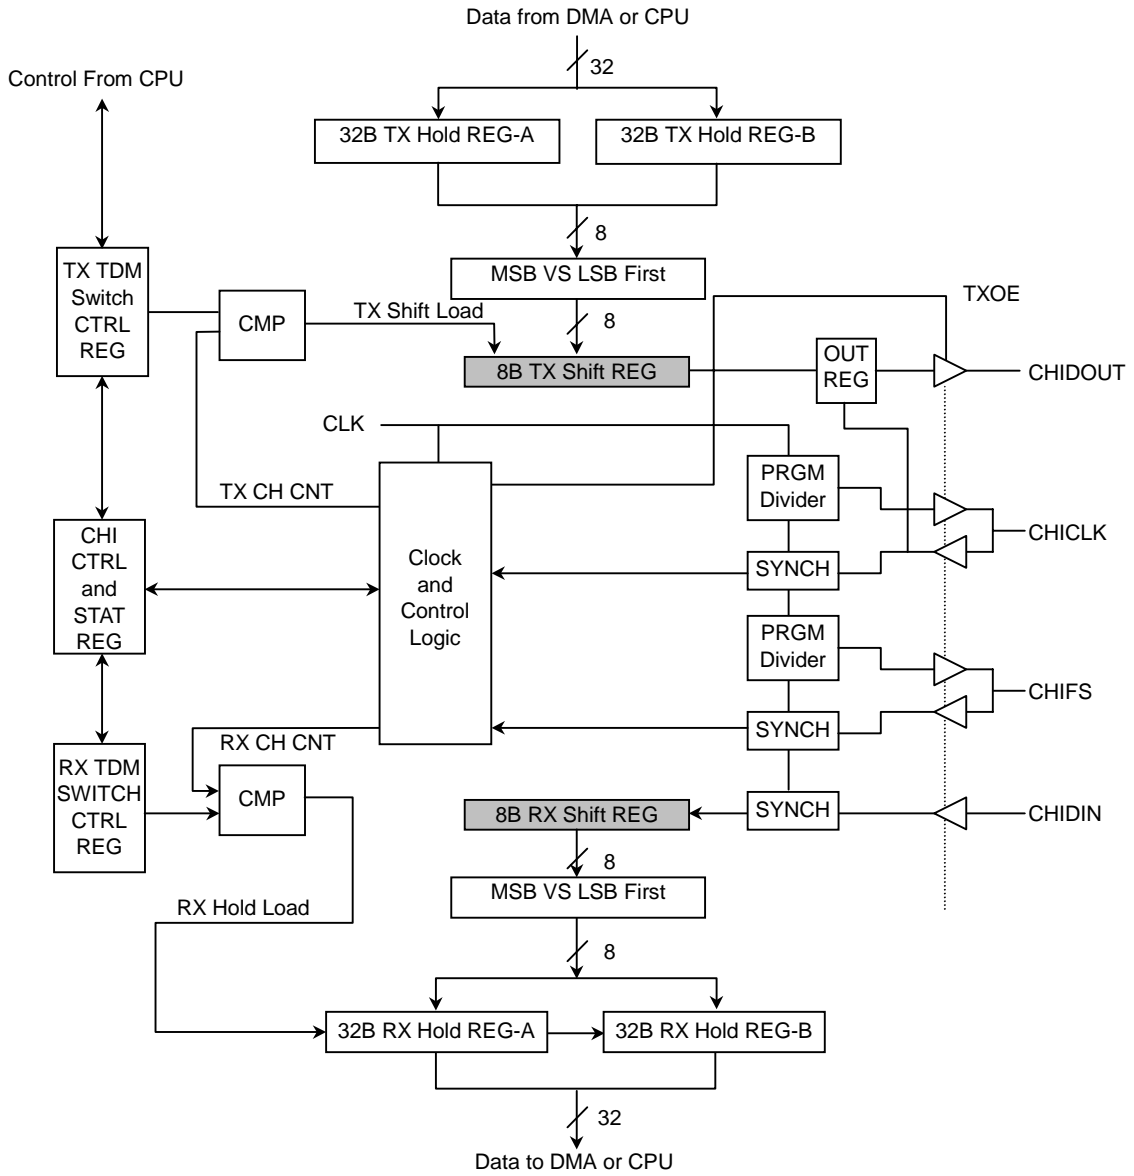 Data from DMA or CPU
32
Control From CPU
32B TX Hold REG-A
32B TX Hold REG-B
8
MSB VS LSB First
TX TDM
Switch
CTRL
REG
CMP
TX Shift Load
8
TXOE
8B TX Shift REG
OUT
REG
CHIDOUT
CLK
TX CH CNT
PRGM
Divider
CHI
CTRL
and
STAT
REG
Clock
and
Control
Logic
SYNCH
CHICLK
PRGM
Divider
CHIFS
SYNCH
RX CH CNT
RX TDM
SWITCH
CTRL
REG
CMP
8B RX Shift REG
SYNCH
CHIDIN
8
MSB VS LSB First
RX Hold Load
8
32B RX Hold REG-A
32B RX Hold REG-B
32
Data to DMA or CPU